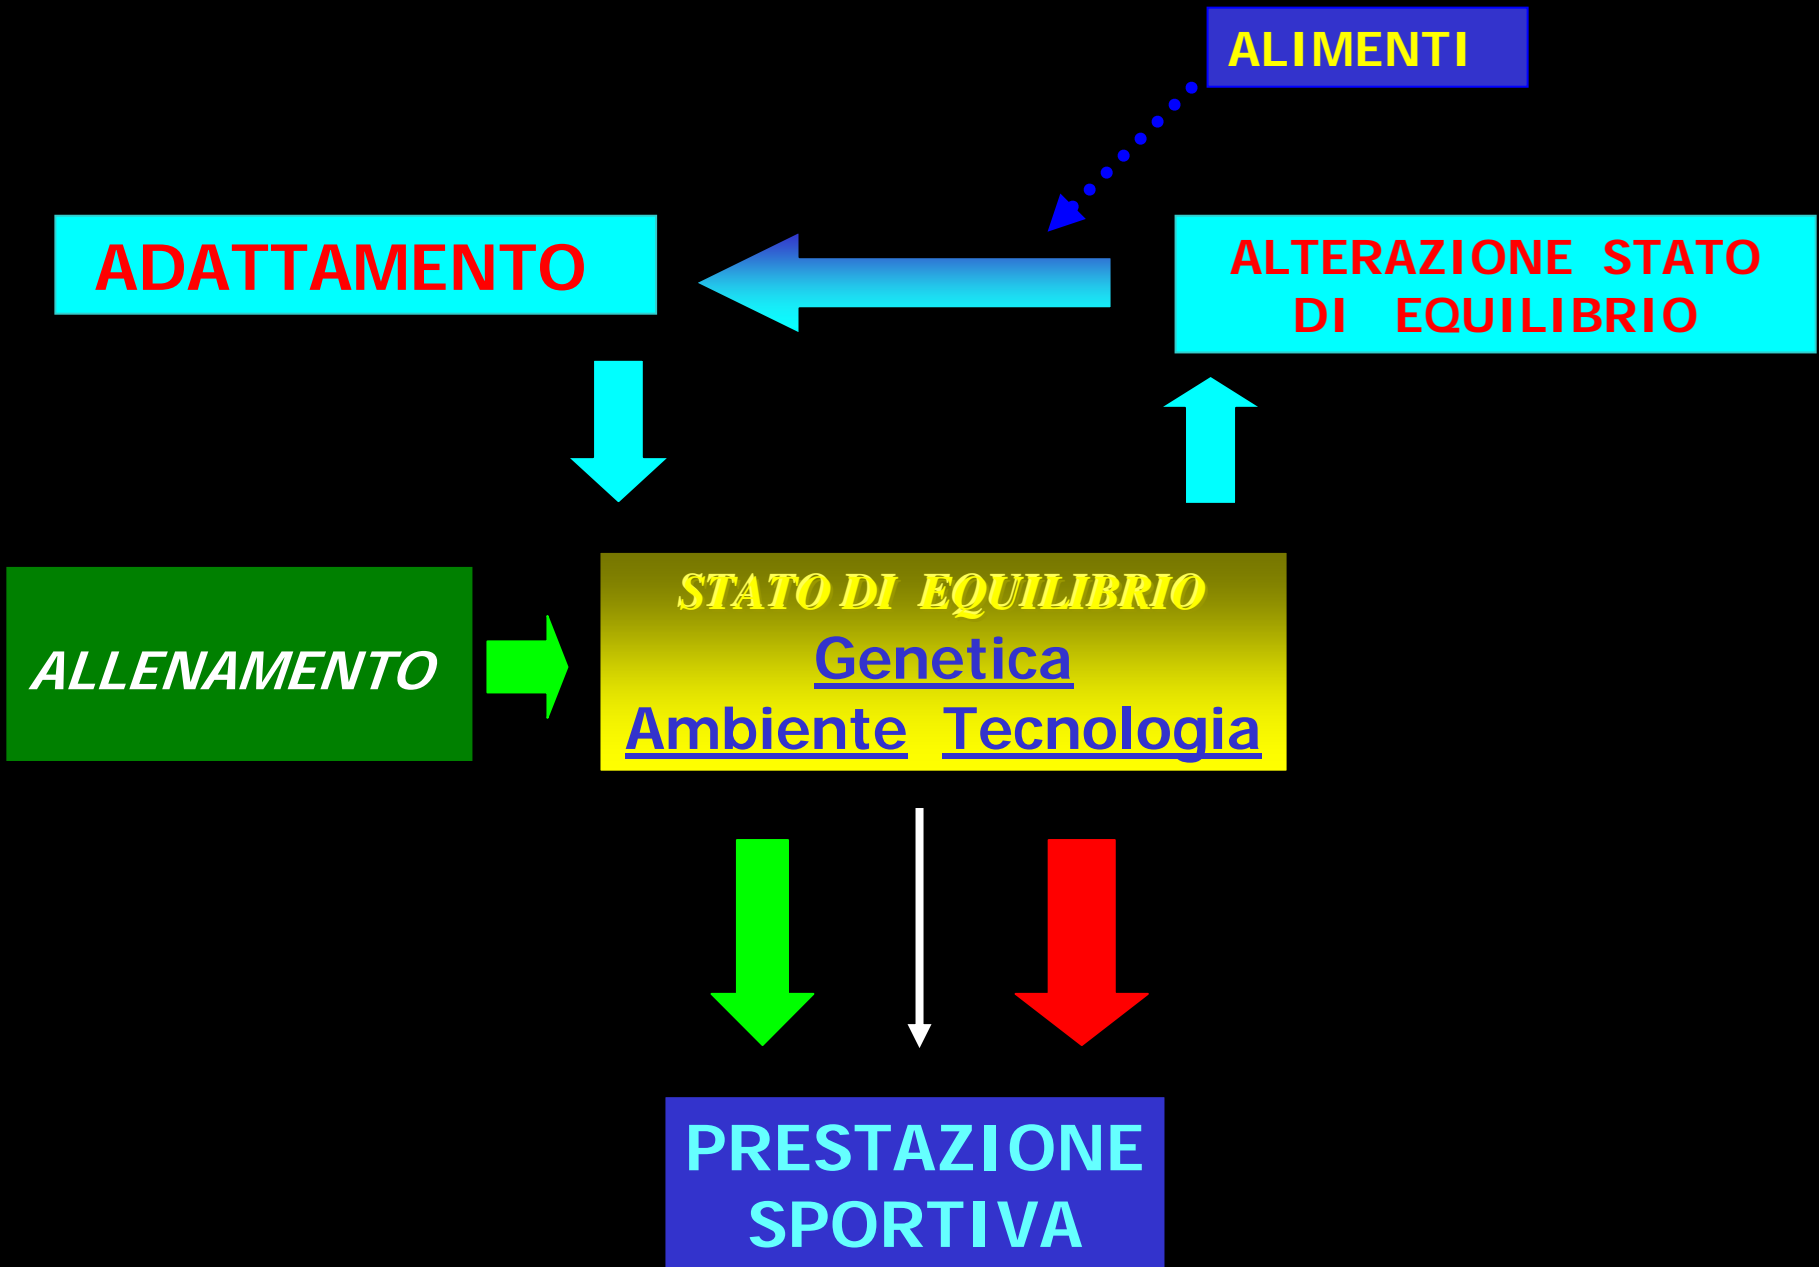 ALIMENTI
ADATTAMENTO
ALTERAZIONE STATO
DI EQUILIBRIO
ALLENAMENTO
STATO DI EQUILIBRIO
Genetica
Ambiente Tecnologia
PRESTAZIONE
SPORTIVA